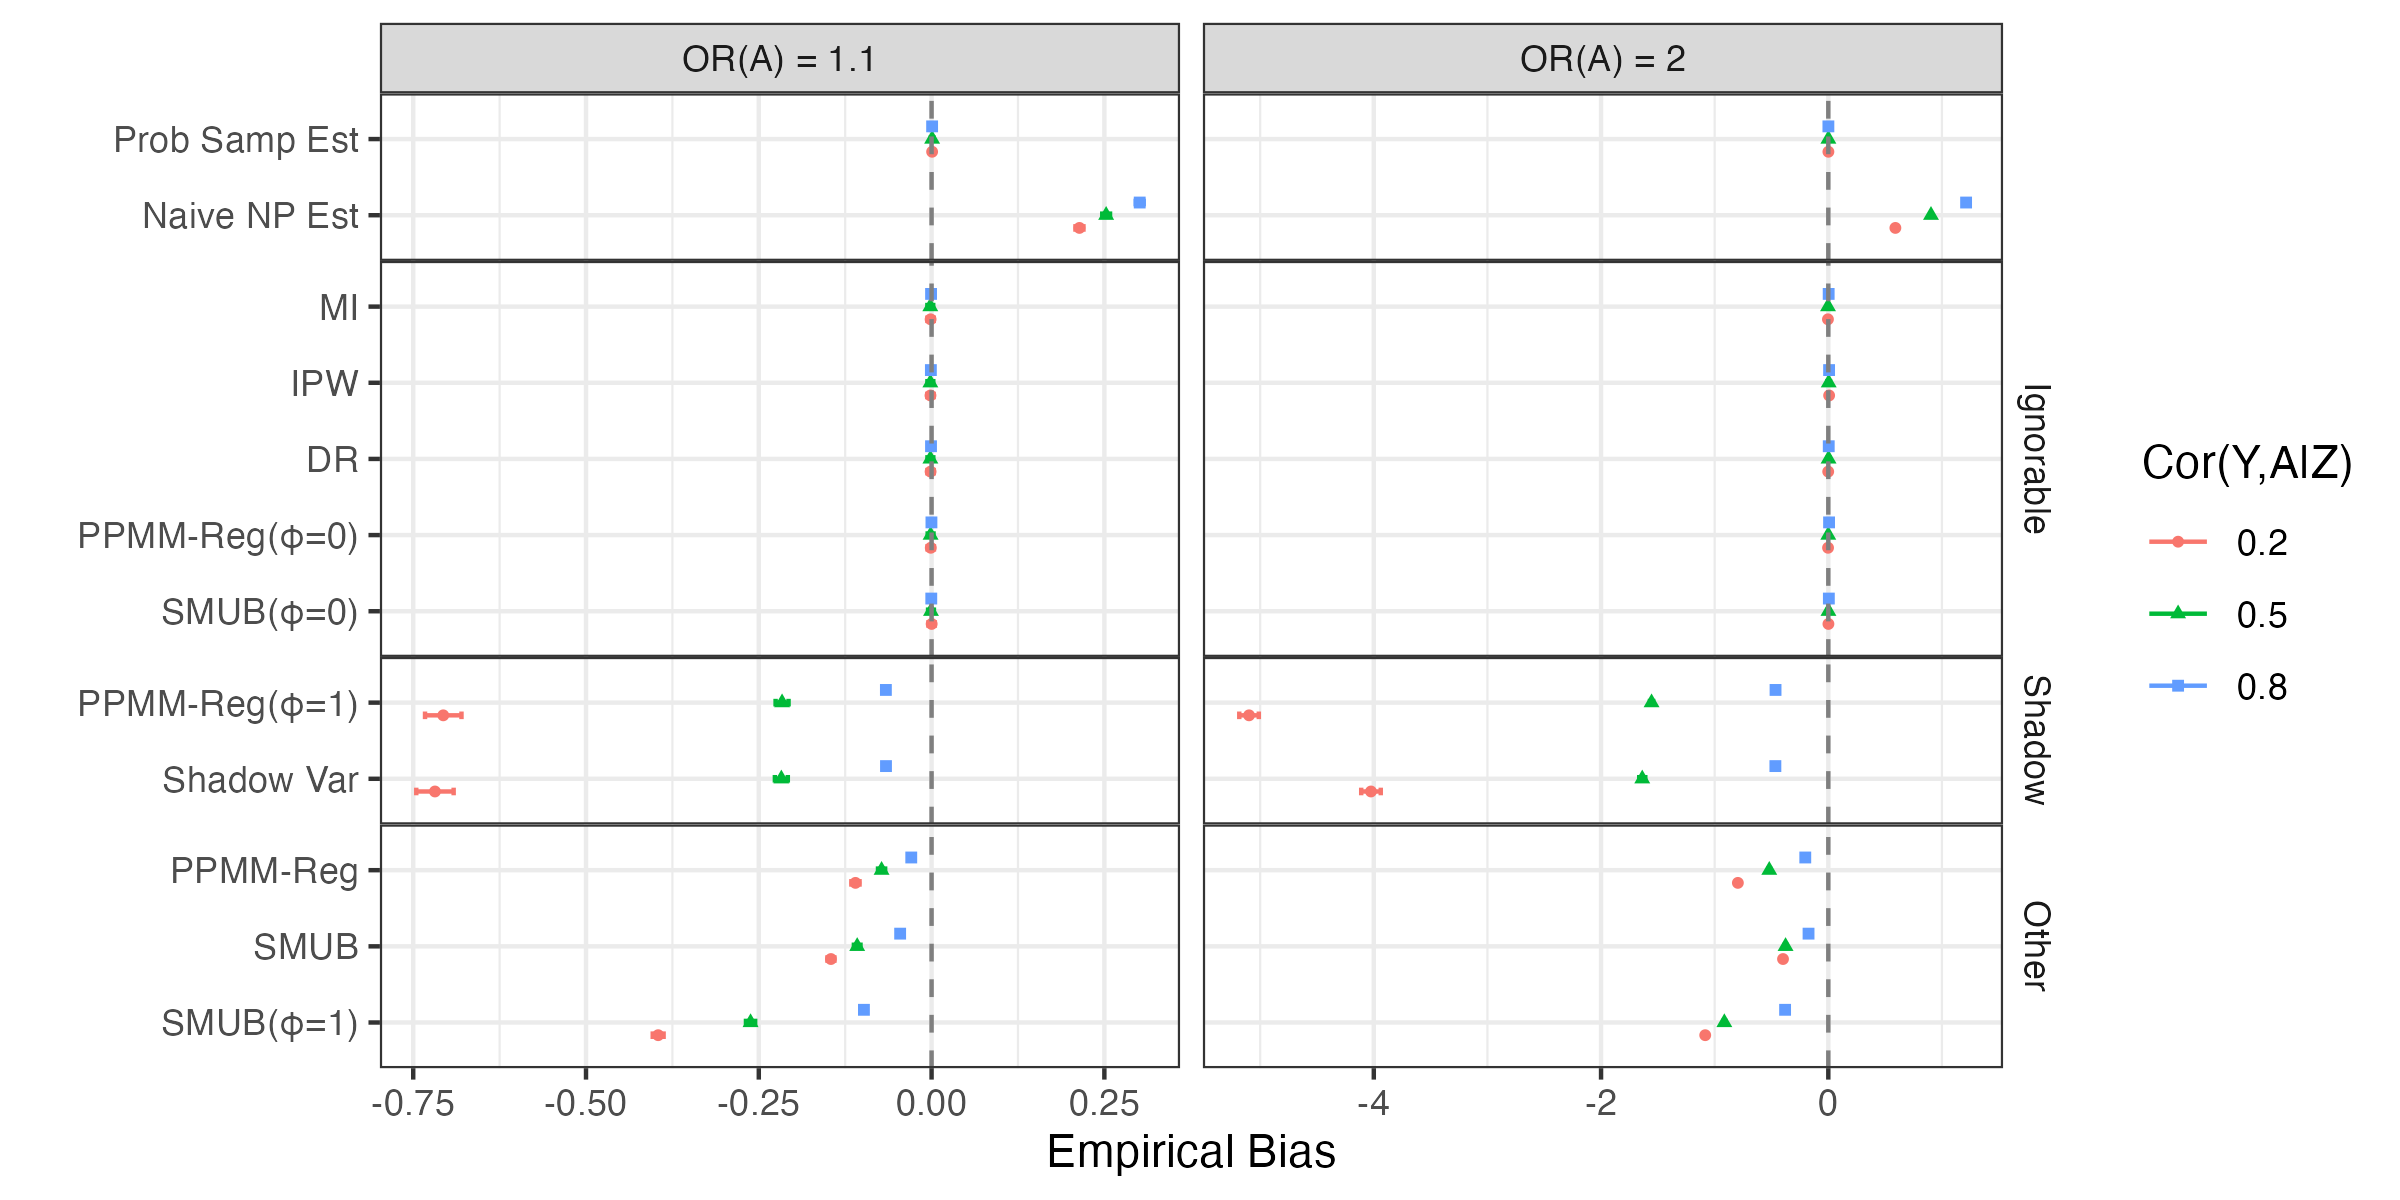 OR(A) = 1.1
OR(A) = 2
Prob Samp Est
Naive NP Est
MI
IPW
DR
PPMM-Reg(ϕ=0)
SMUB(ϕ=0)
Ignorable
PPMM-Reg(ϕ=1)
Shadow Var
Shadow
PPMM-Reg
SMUB
SMUB(ϕ=1)
Other
-0.75 -0.50 -0.25 0.00 0.25
-4 -2 0
Empirical Bias
Cor(Y,A|Z)
0.2
0.5
0.8